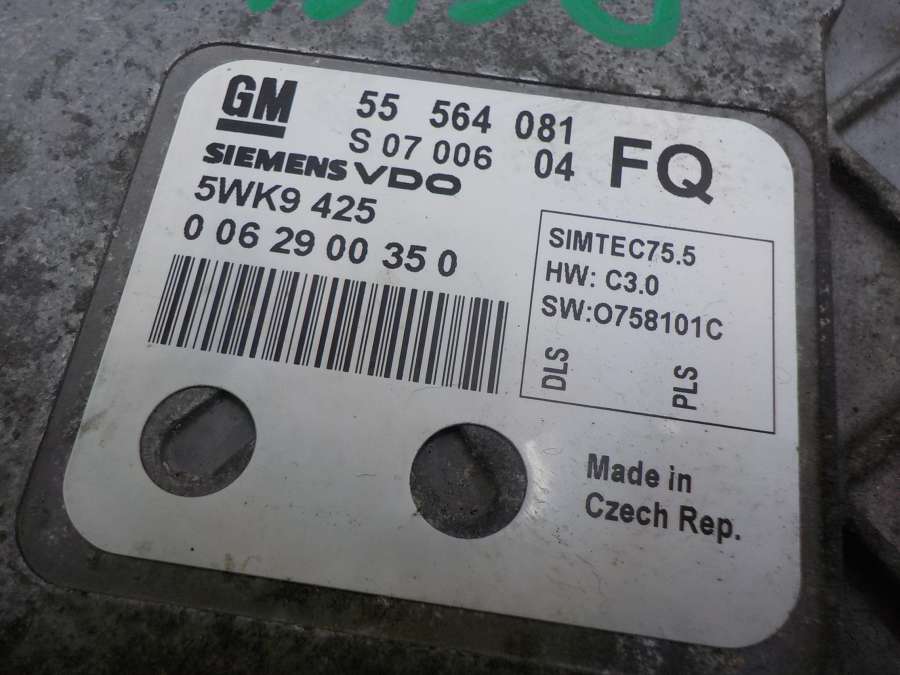 GM 55 564 081
S 07 006 04 FQ
SIEMENS VDO
5WK9 425
0 06 29 00 35 0
SIMTEC75.5
HW: C3.0
SW:O758101C
DLS PLS
Made in
Czech Rep.